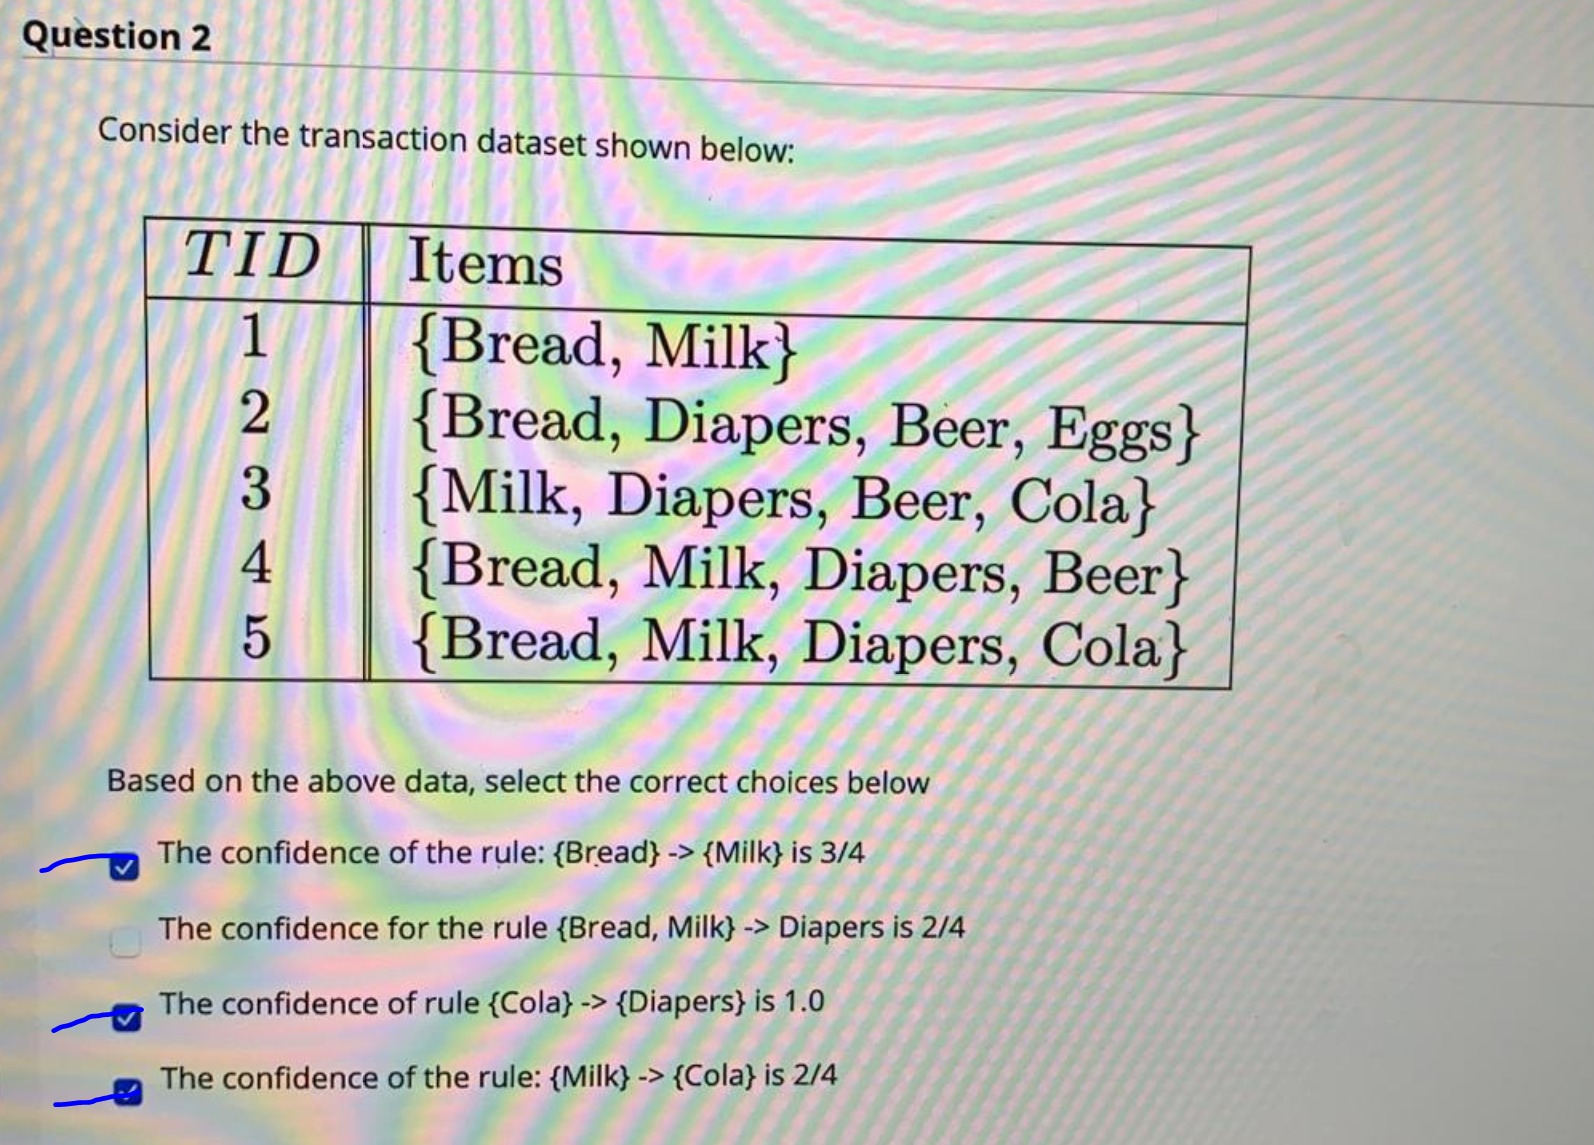 Question 2
Consider the transaction dataset shown below:
TID Items
1 {Bread, Milk}
2 {Bread, Diapers, Beer, Eggs}
3 {Milk, Diapers, Beer, Cola}
4 {Bread, Milk, Diapers, Beer}
5 {Bread, Milk, Diapers, Cola}
Based on the above data, select the correct choices below
The confidence of the rule: {Bread} -> {Milk} is 3/4
The confidence for the rule {Bread, Milk} -> Diapers is 2/4
The confidence of rule {Cola} -> {Diapers} is 1.0
The confidence of the rule: {Milk} -> {Cola} is 2/4